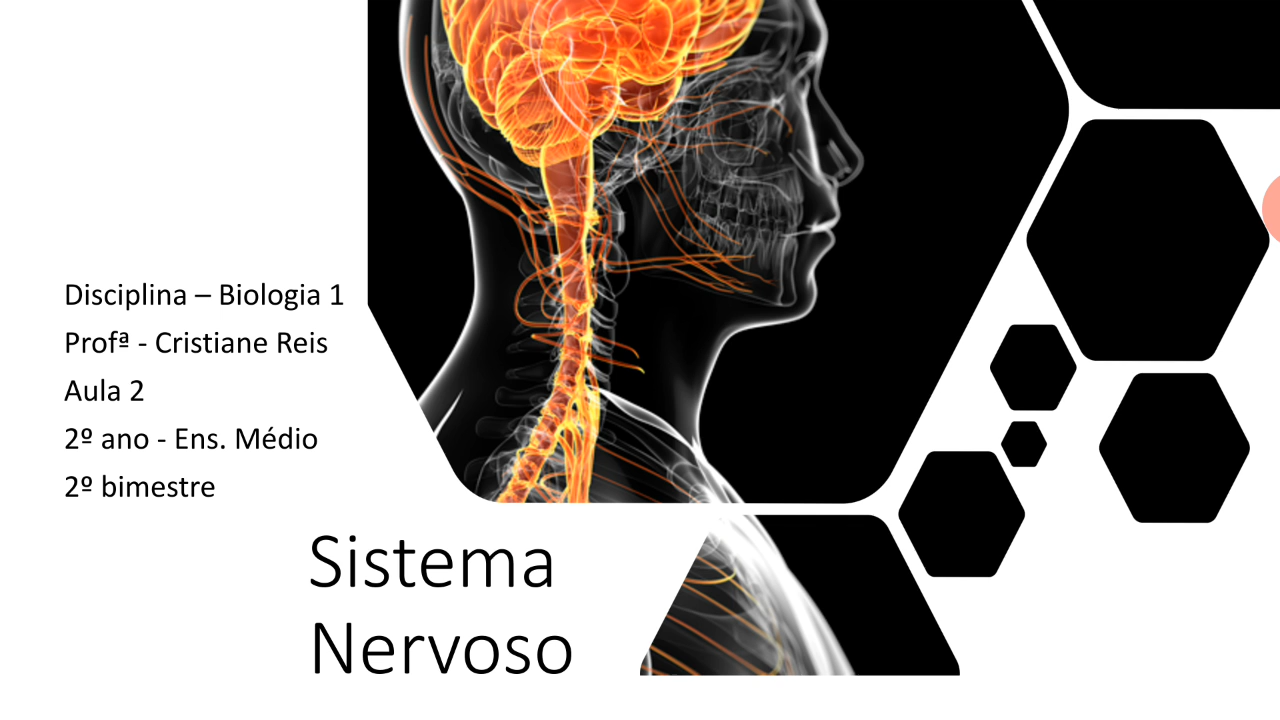 Disciplina – Biologia 1
Profª - Cristiane Reis
Aula 2
2º ano - Ens. Médio
2º bimestre
Sistema
Nervoso